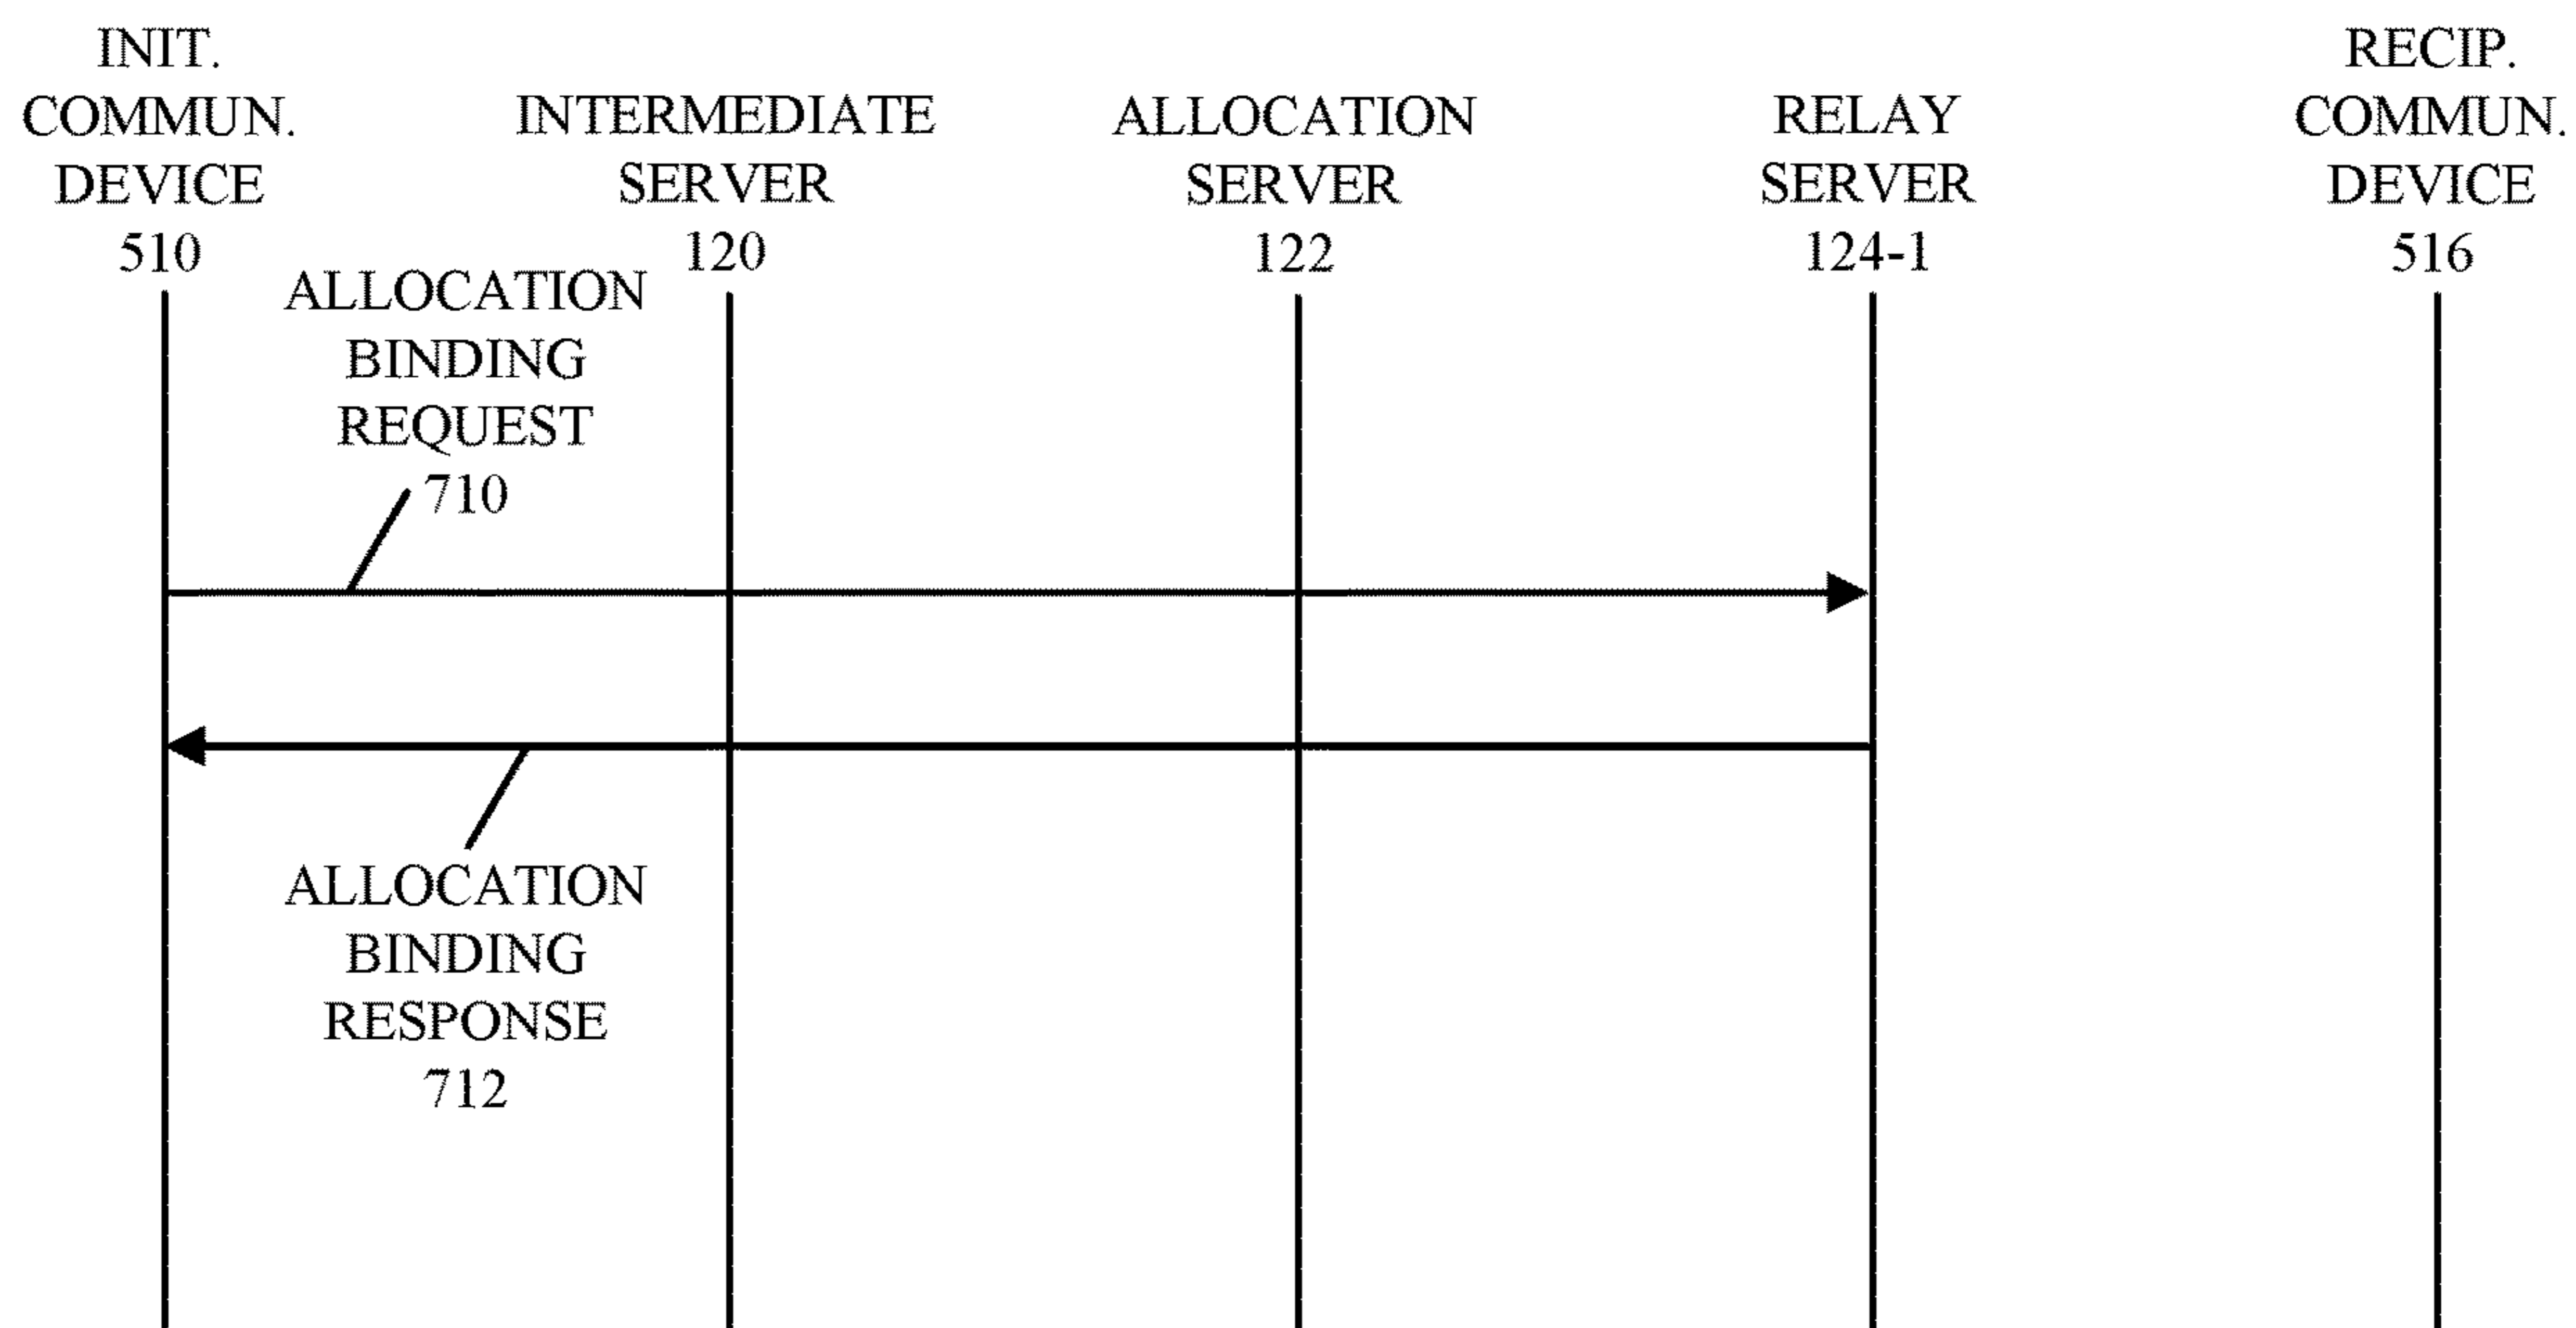 INIT.
COMMUN.
DEVICE
510
INTERMEDIATE
SERVER
120
ALLOCATION
SERVER
122
RELAY
SERVER
124-1
RECIP.
COMMUN.
DEVICE
516
ALLOCATION
BINDING
REQUEST
710
ALLOCATION
BINDING
RESPONSE
712